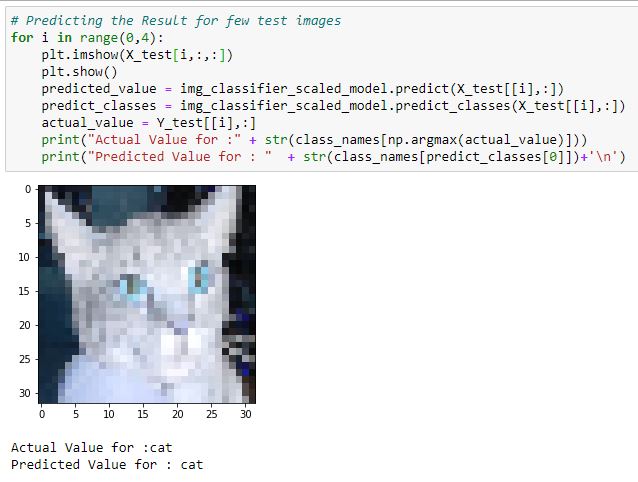 # Predicting the Result for few test images
for i in range(0,4):
    plt.imshow(X_test[i,:,:])
    plt.show()
    predicted_value = img_classifier_scaled_model.predict(X_test[[i],:])
    predict_classes = img_classifier_scaled_model.predict_classes(X_test[[i],:])
    actual_value = Y_test[[i],:]
    print("Actual Value for :" + str(class_names[np.argmax(actual_value)]))
    print("Predicted Value for : "  + str(class_names[predict_classes[0]])+'\n')
0
5
10
15
20
25
30
0 5 10 15 20 25 30
Actual Value for :cat
Predicted Value for : cat